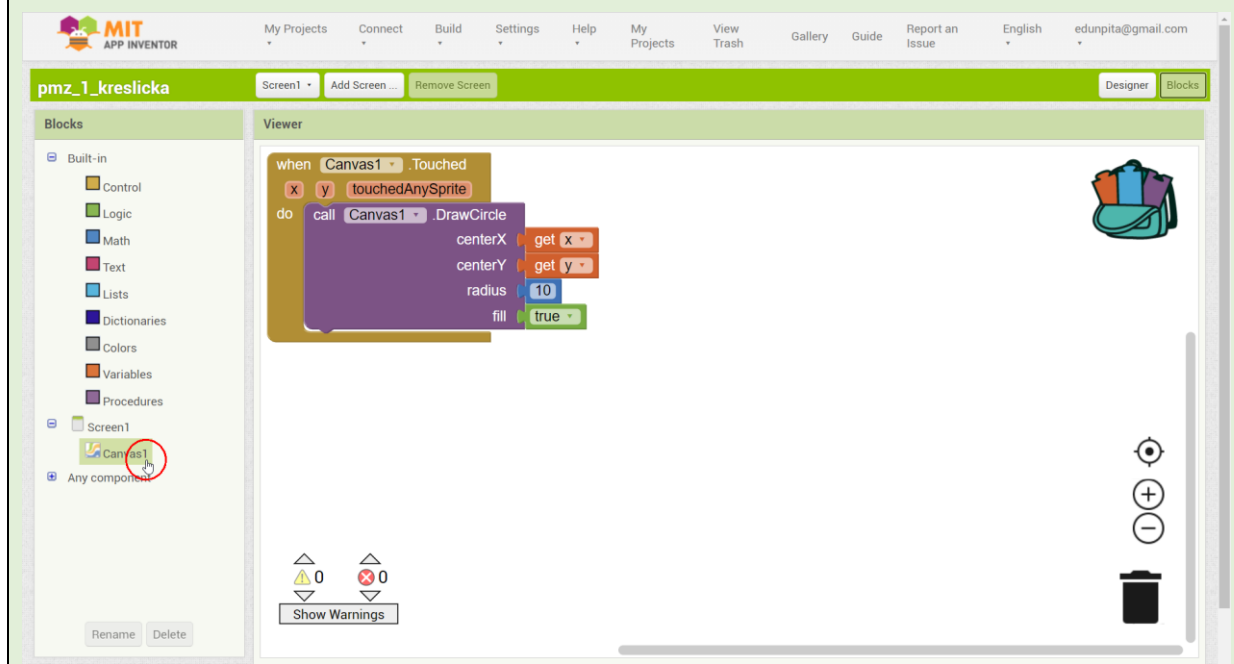 MIT
APP INVENTOR
My Projects Connect Build Settings Help My Projects View Trash Gallery Guide Report an Issue English edunpita@gmail.com
pmz_1_kreslicka Screen1 Add Screen ... Remove Screen Designer Blocks
Blocks Viewer
Built-in
Control
Logic
Math
Text
Lists
Dictionaries
Colors
Variables
Procedures
Screen1
Canvas1
Any component
Rename Delete
when Canvas1 .Touched
x y touchedAnySprite
do call Canvas1 .DrawCircle
centerX get x
centerY get y
radius 10
fill true
0 0
Show Warnings